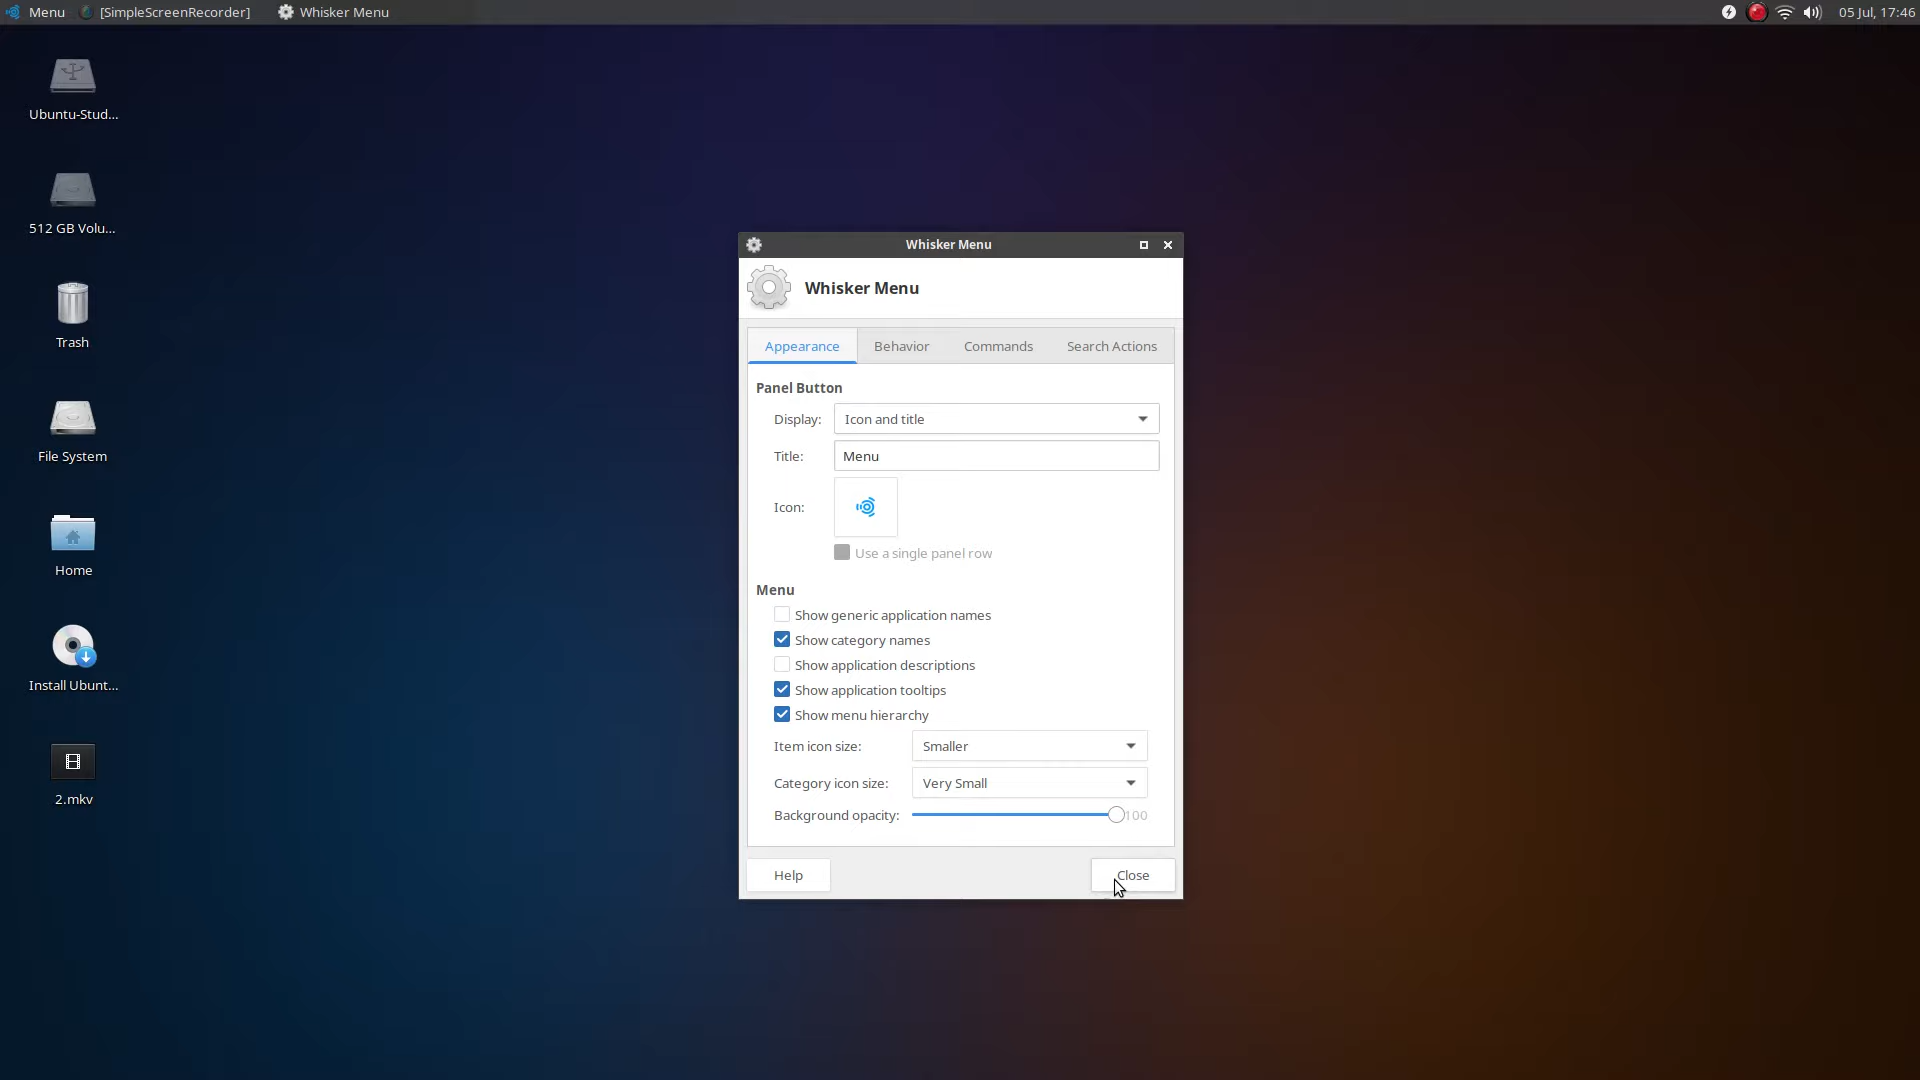 Menu [SimpleScreenRecorder] Whisker Menu 05 Jul, 17:46
Ubuntu-Stud...
512 GB Volu...
Trash
File System
Home
Install Ubunt...
2.mkv
Whisker Menu
Whisker Menu
Appearance Behavior Commands Search Actions
Panel Button
Display: Icon and title
Title: Menu
Icon:
Use a single panel row
Menu
Show generic application names
Show category names
Show application descriptions
Show application tooltips
Show menu hierarchy
Item icon size: Smaller
Category icon size: Very Small
Background opacity: 100
Help Close